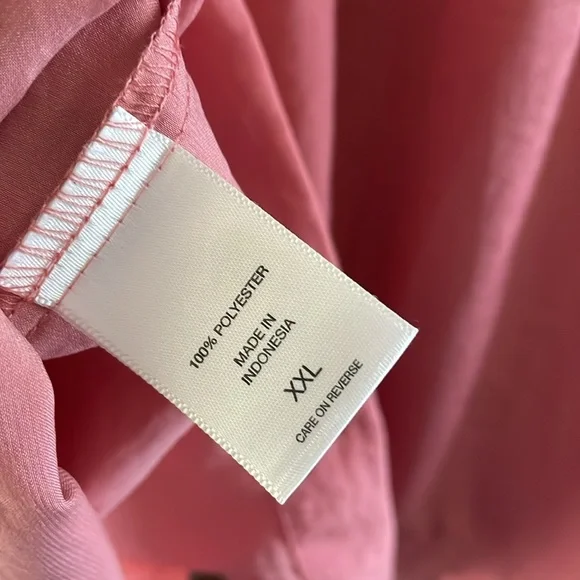 100% POLYESTER
MADE IN
INDONESIA
XXL
CARE ON REVERSE